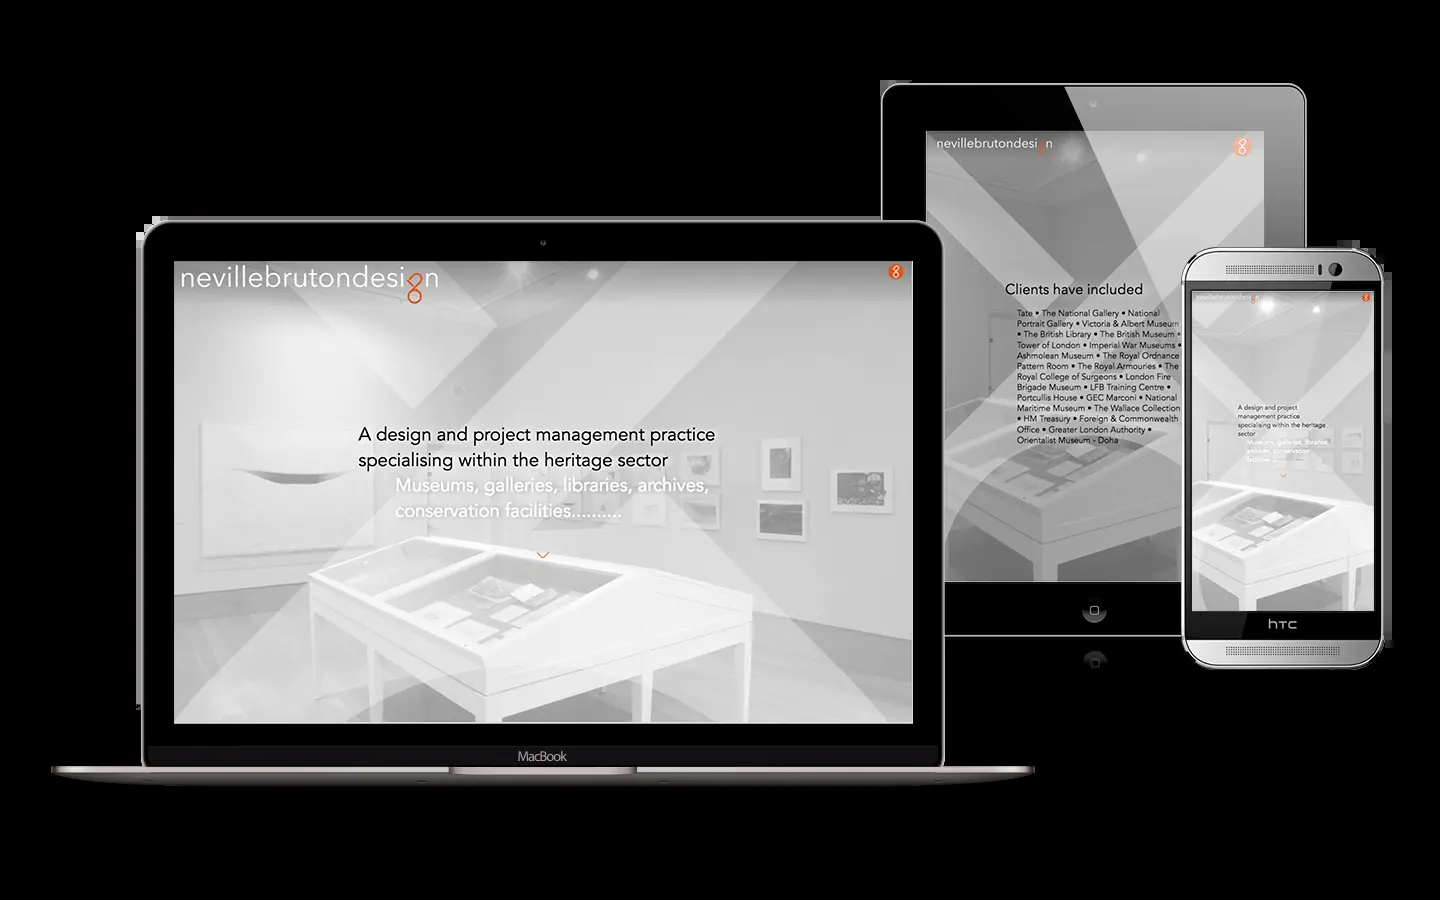 nevillebrutondesign
A design and project management practice
specialising within the heritage sector
Museums, galleries, libraries, archives,
conservation facilities..........
MacBook
nevillebrutondesign
Clients have included
Tate • The National Gallery • National
Portrait Gallery • Victoria & Albert Museum
• The British Library • The British Museum •
Tower of London • Imperial War Museums •
Ashmolean Museum • The Royal Ordnance
Pattern Room • The Royal Armouries • The
Royal College of Surgeons • London Fire
Brigade Museum • LFB Training Centre •
Portcullis House • GEC Marconi • National
Maritime Museum • The Wallace Collection
• HM Treasury • Foreign & Commonwealth
Office • Greater London Authority •
Orientalist Museum - Doha
nevillebrutondesign
A design and project
management practice
specialising within the heritage
sector
Museums, galleries, libraries,
archives, conservation
facilities..........
hTC